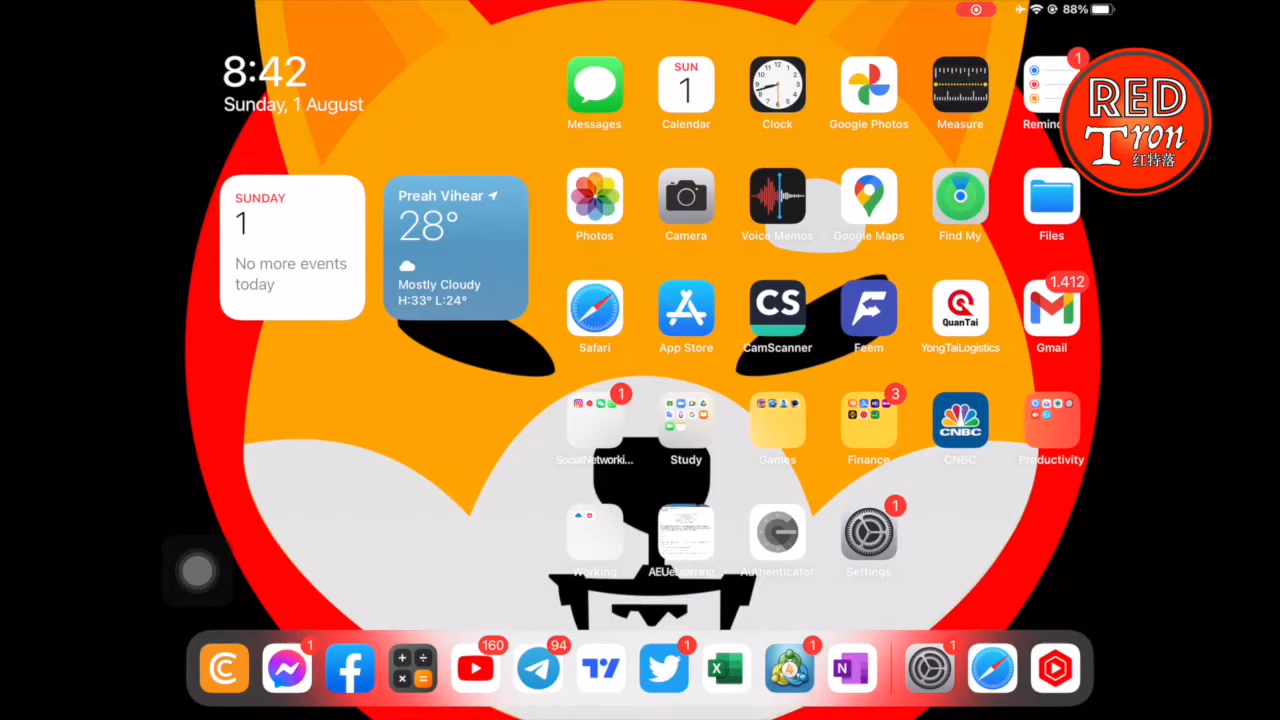 88%
8:42
Sunday, 1 August
RED
Tron
红特落
SUNDAY
1
No more events
today
Preah Vihear
28°
Mostly Cloudy
H:33° L:24°
SUN
1
1
Messages
Calendar
Clock
Google Photos
Measure
Remin
Photos
Camera
Voice Memos
Google Maps
Find My
Files
CS
QuanTai
1.412
Safari
App Store
CamScanner
Feem
YongTaiLogistics
Gmail
1
3
CNBC
SocialNetworki...
Study
Games
Finance
CNBC
Productivity
1
Working
AEUeLearning
Authenticator
Settings
1
160
94
1
1
1
4
N